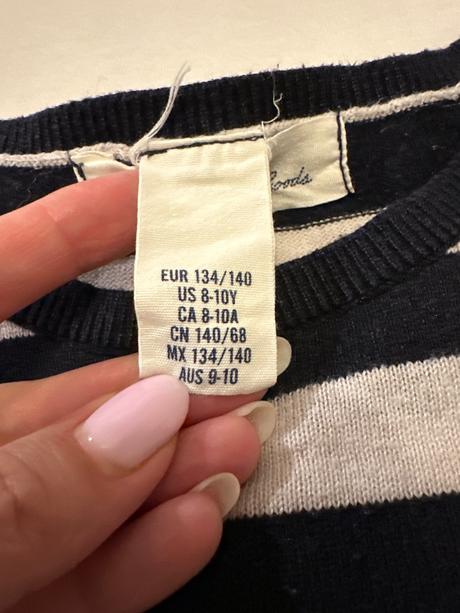 Goods
EUR 134/140
US 8-10Y
CA 8-10A
CN 140/68
MX 134/140
AUS 9-10